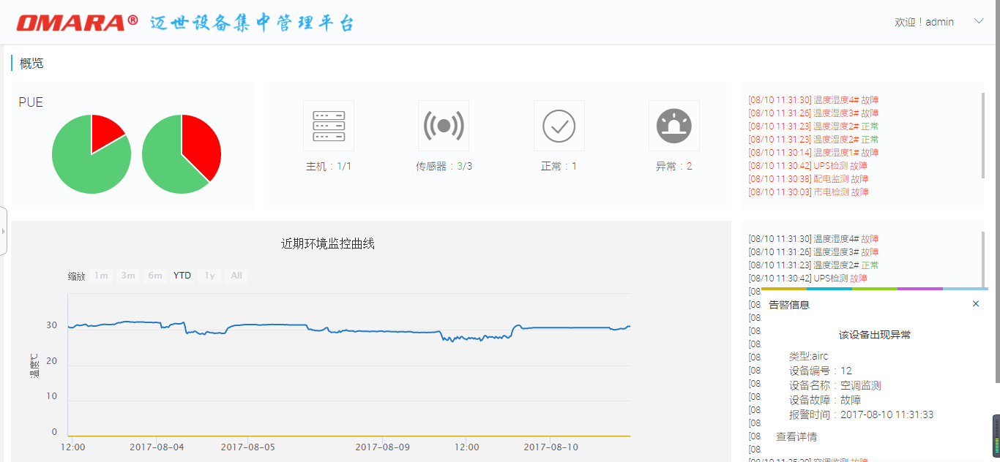 OMARA® 迈世设备集中管理平台
欢迎！admin
概览
PUE
主机：1/1
传感器：3/3
正常：1
异常：2
[08/10 11:31:30] 温度湿度4# 故障
[08/10 11:31:26] 温度湿度3# 故障
[08/10 11:31:23] 温度湿度2# 正常
[08/10 11:31:23] 温度湿度2# 正常
[08/10 11:30:14] 温度湿度1# 故障
[08/10 11:30:42] UPS检测 故障
[08/10 11:30:38] 配电监测 故障
[08/10 11:30:03] 市电检测 故障
近期环境监控曲线
缩放 1m 3m 6m YTD 1y All
30
20
10
0
温度℃
12:00 2017-08-04 2017-08-05 2017-08-09 12:00 2017-08-10
[08/10 11:31:30] 温度湿度4# 故障
[08/10 11:31:26] 温度湿度3# 故障
[08/10 11:31:23] 温度湿度2# 正常
[08/10 11:30:42] UPS检测 故障
[08
[08
[08
[08
[08
[08
[08
[08
[08
[08
[08
[08
[08
告警信息 ×
该设备出现异常
类型:airc
设备编号：12
设备名称：空调监测
设备故障：故障
报警时间：2017-08-10 11:31:33
查看详情